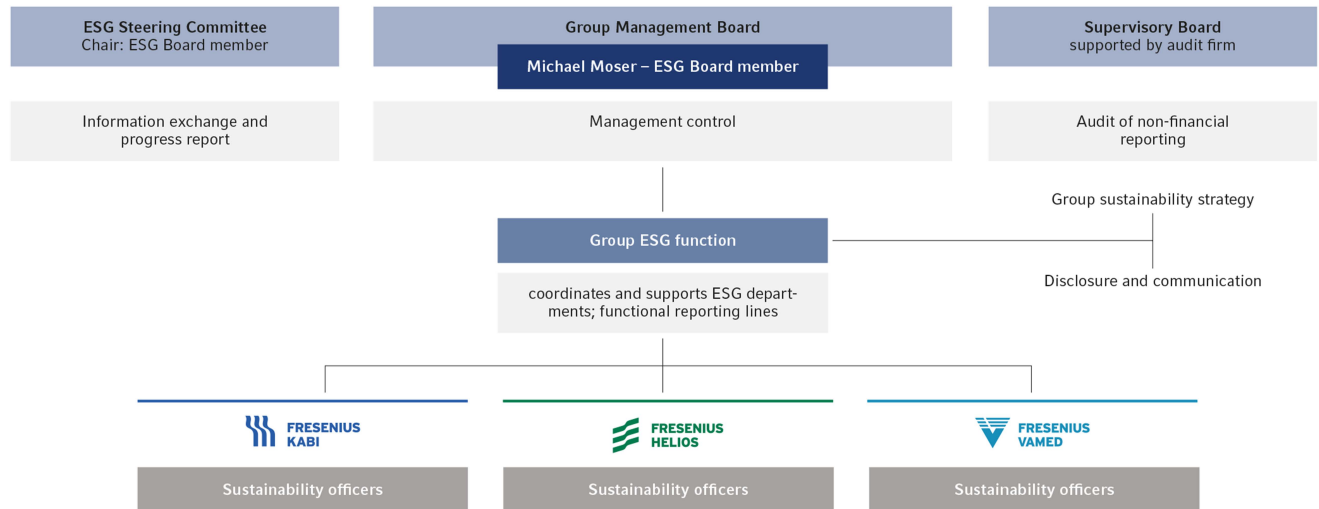 ESG Steering Committee
Chair: ESG Board member
Group Management Board
Michael Moser – ESG Board member
Supervisory Board
supported by audit firm
Information exchange and
progress report
Management control
Audit of non-financial
reporting
Group sustainability strategy
Group ESG function
Disclosure and communication
coordinates and supports ESG depart-
ments; functional reporting lines
FRESENIUS
KABI
FRESENIUS
HELIOS
FRESENIUS
VAMED
Sustainability officers
Sustainability officers
Sustainability officers